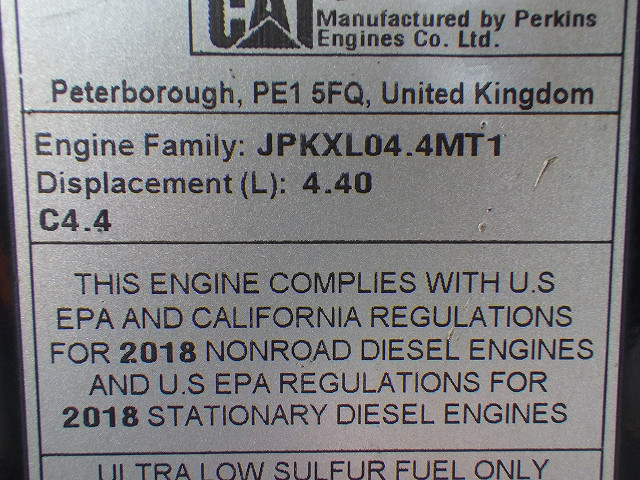 CAT
Manufactured by Perkins
Engines Co. Ltd.
Peterborough, PE1 5FQ, United Kingdom
Engine Family: JPKXL04.4MT1
Displacement (L): 4.40
C4.4
THIS ENGINE COMPLIES WITH U.S
EPA AND CALIFORNIA REGULATIONS
FOR 2018 NONROAD DIESEL ENGINES
AND U.S EPA REGULATIONS FOR
2018 STATIONARY DIESEL ENGINES
ULTRA LOW SULFUR FUEL ONLY